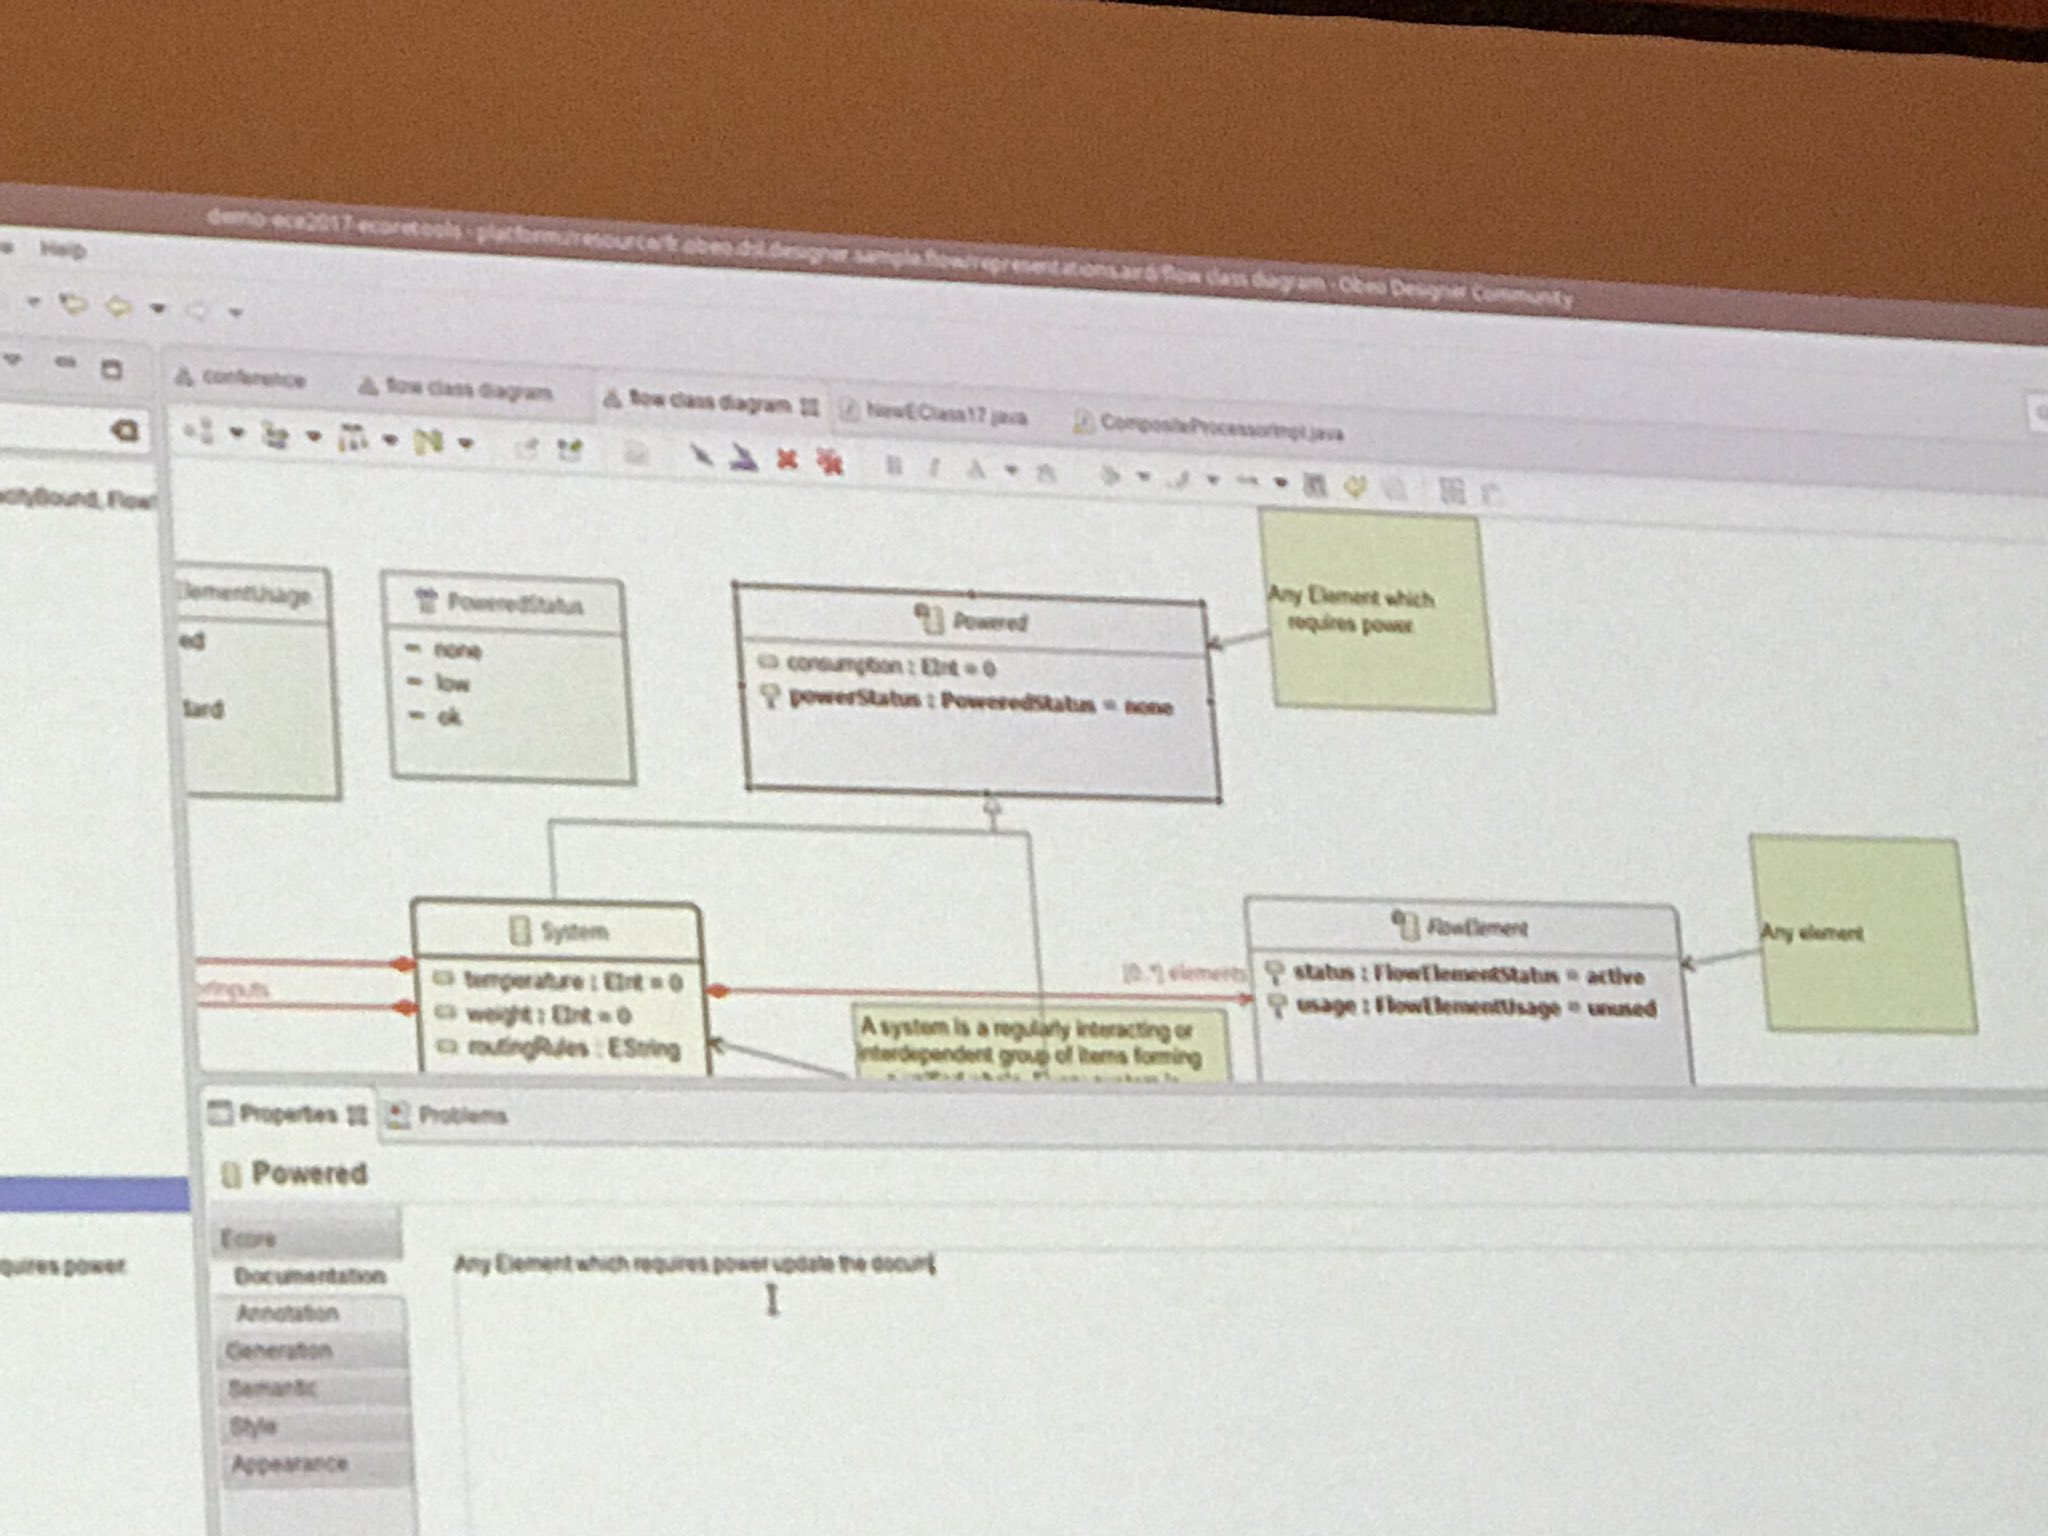 demo-ece2017-ecoretools - platform:/resource/fr.obeo.dsl.designer.sample.flow/representations.aird/flow class diagram - Obeo Designer Community
Help
conference
flow class diagram
flow class diagram
NewEClass17.java
CompositeProcessorImpl.java
acityBound, Flow
lementUsage
ed
dard
PoweredStatus
none
low
ok
Powered
consumption : EInt = 0
powerStatus : PoweredStatus = none
Any Element which
requires power
System
temperature : EInt = 0
weight : EInt = 0
routingRules : EString
[0..*] elements
FlowElement
status : FlowElementStatus = active
usage : FlowElementUsage = unused
Any element
A system is a regularly interacting or
interdependent group of items forming
Properties
Problems
Powered
Ecore
Documentation
Annotation
Generation
Semantic
Style
Appearance
Any Element which requires power update the docum
quires power